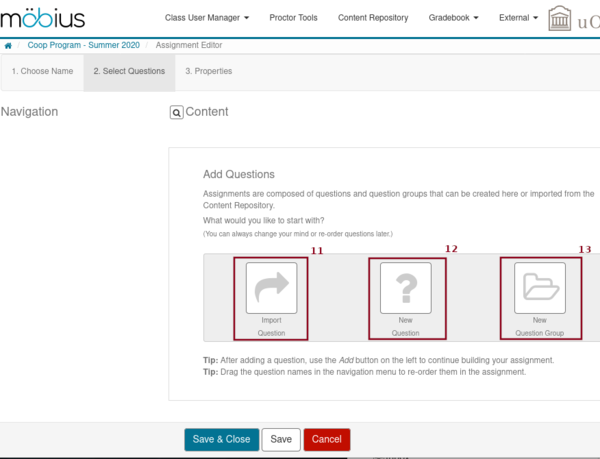 möbius
Class User Manager Proctor Tools Content Repository Gradebook External
uO
Coop Program - Summer 2020 / Assignment Editor
1. Choose Name 2. Select Questions 3. Properties
Navigation
Content
Add Questions
Assignments are composed of questions and question groups that can be created here or imported from the
Content Repository.
What would you like to start with?
(You can always change your mind or re-order questions later.)
11 12 13
Import
Question
New
Question
New
Question Group
Tip: After adding a question, use the Add button on the left to continue building your assignment.
Tip: Drag the question names in the navigation menu to re-order them in the assignment.
Save & Close Save Cancel